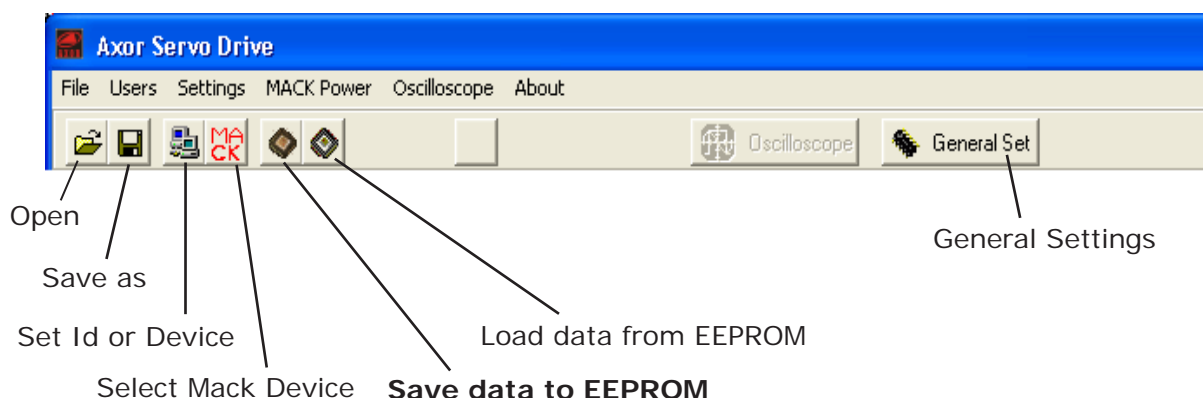 Axor Servo Drive
File Users Settings MACK Power Oscilloscope About
MA
CK
Oscilloscope
General Set
Open
General Settings
Save as
Set Id or Device
Load data from EEPROM
Select Mack Device
Save data to EEPROM